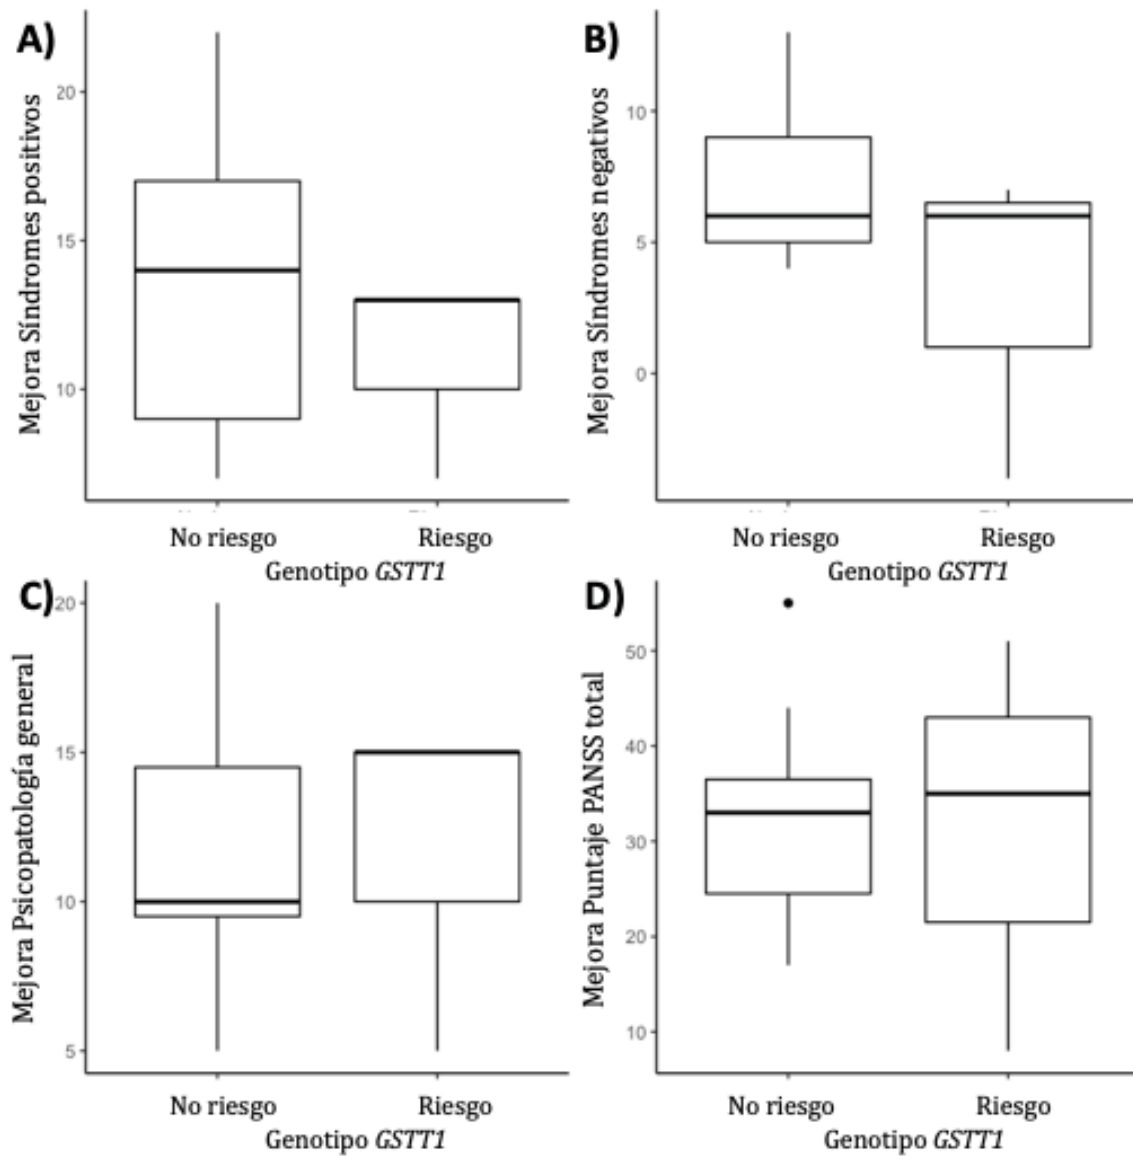 A)
Mejora Síndromes positivos
20
15
10
No riesgo
Riesgo
Genotipo GSTT1
B)
Mejora Síndromes negativos
10
5
0
No riesgo
Riesgo
Genotipo GSTT1
C)
Mejora Psicopatología general
20
15
10
5
No riesgo
Riesgo
Genotipo GSTT1
D)
Mejora Puntaje PANSS total
50
40
30
20
10
No riesgo
Riesgo
Genotipo GSTT1